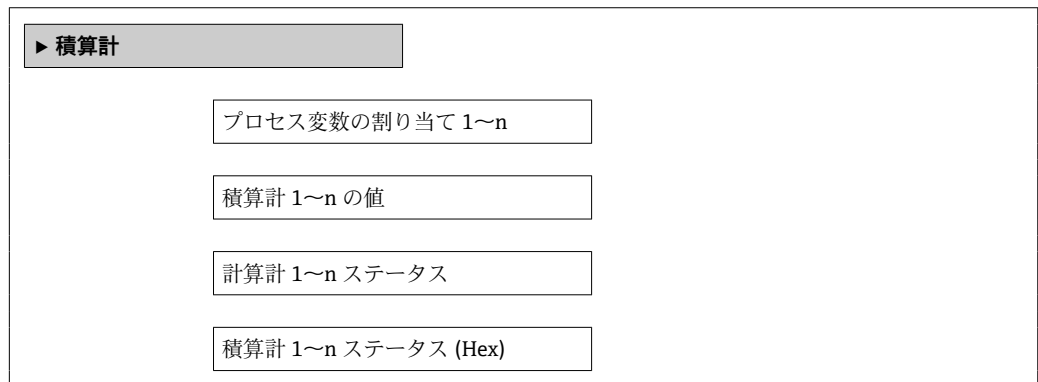 ▶ 積算計
プロセス変数の割り当て 1～n
積算計 1～n の値
計算計 1～n ステータス
積算計 1～n ステータス (Hex)